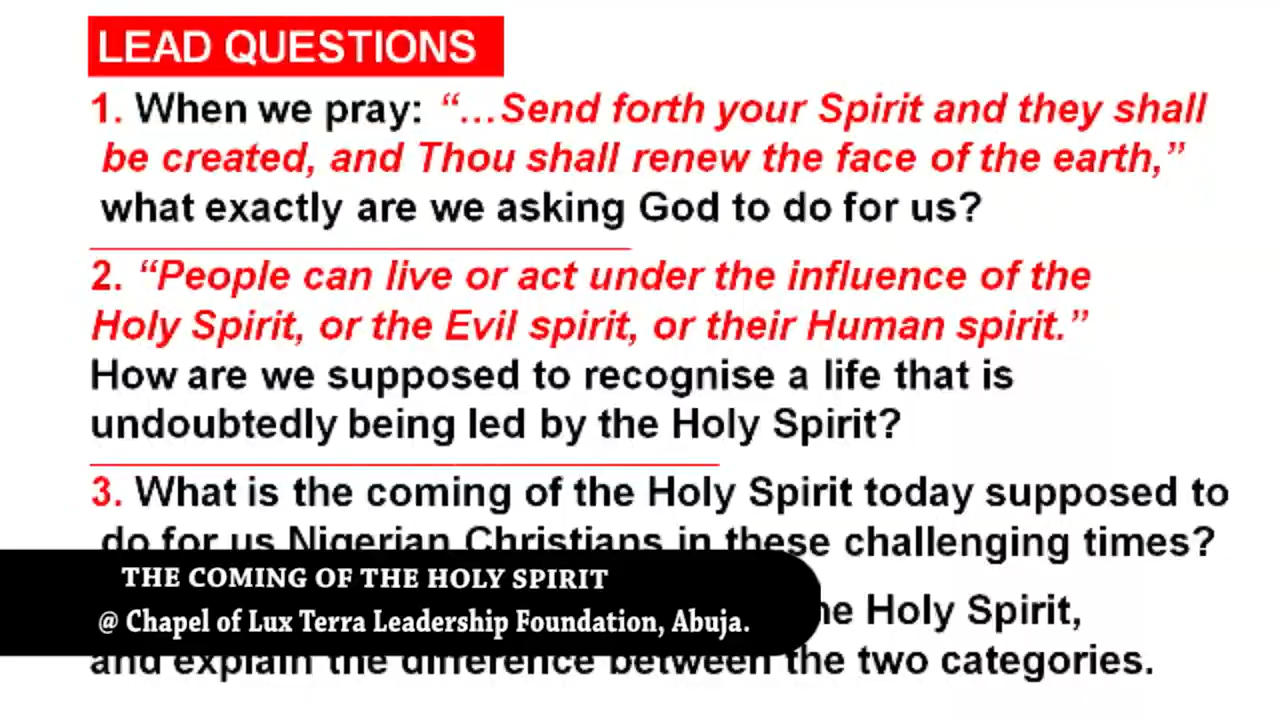 LEAD QUESTIONS
1. When we pray: “...Send forth your Spirit and they shall
be created, and Thou shall renew the face of the earth,”
what exactly are we asking God to do for us?
2. “People can live or act under the influence of the
Holy Spirit, or the Evil spirit, or their Human spirit.”
How are we supposed to recognise a life that is
undoubtedly being led by the Holy Spirit?
3. What is the coming of the Holy Spirit today supposed to
do for us Nigerian Christians in these challenging times?
THE COMING OF THE HOLY SPIRIT
@ Chapel of Lux Terra Leadership Foundation, Abuja.
Holy Spirit,
and explain the difference between the two categories.